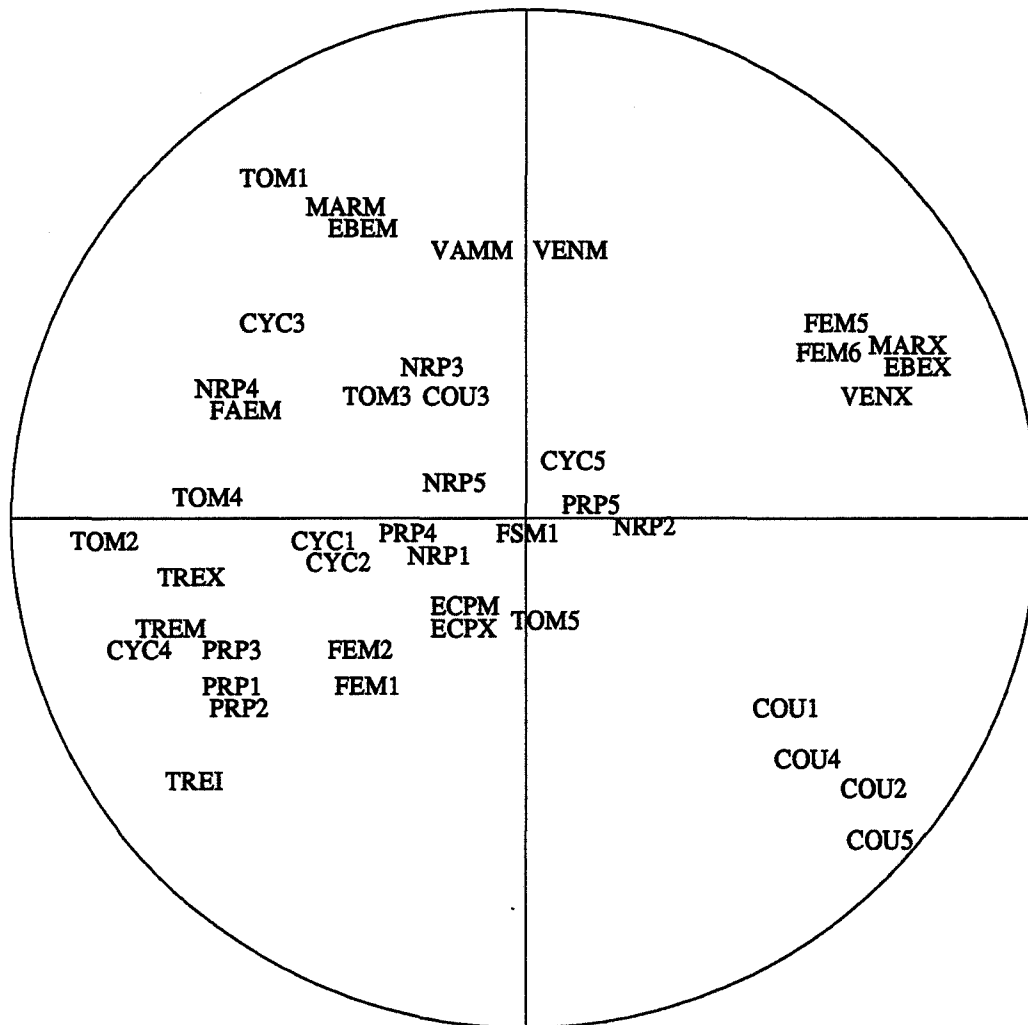 TOM1
MARM
EBEM
VAMM VENM
CYC3 FEM5
FEM6 MARX
NRP3 EBEX
NRP4 TOM3 COU3 VENX
FAEM
CYC5
NRP5
TOM4 PRP5
PRP4 FSM1 NRP2
TOM2 CYC1
CYC2 NRP1
TREX
ECPM
TREM ECPX TOM5
CYC4 PRP3 FEM2
PRP1 FEM1
PRP2 COU1
COU4
TREI COU2
COU5